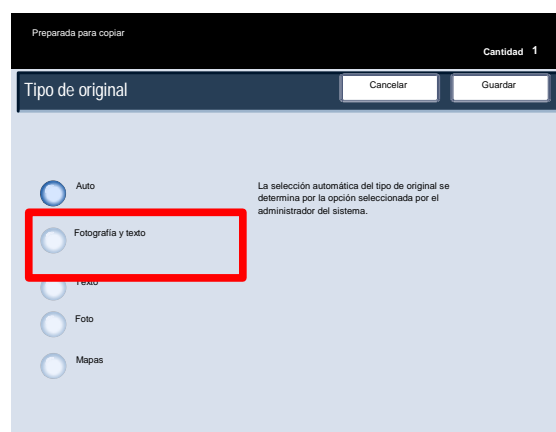 Preparada para copiar
Cantidad 1
Tipo de original
Cancelar
Guardar
Auto
La selección automática del tipo de original se
determina por la opción seleccionada por el
administrador del sistema.
Fotografía y texto
Texto
Foto
Mapas